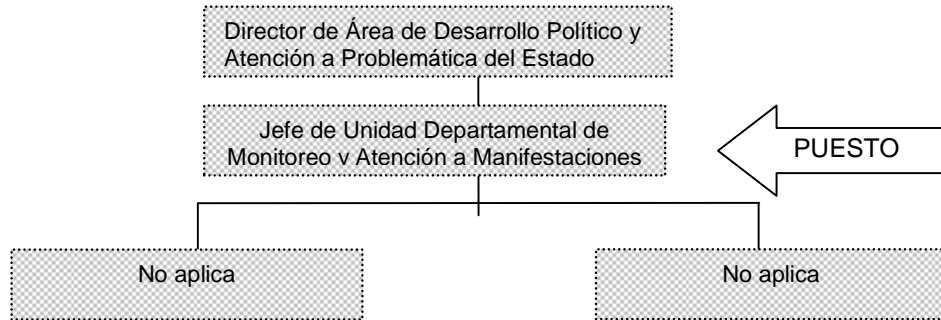 Director de Área de Desarrollo Político y
Atención a Problemática del Estado
Jefe de Unidad Departamental de
Monitoreo y Atención a Manifestaciones
PUESTO
No aplica
No aplica